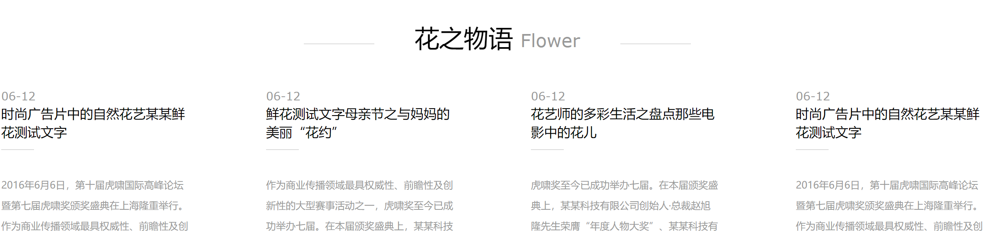 花之物语 Flower
06-12
时尚广告片中的自然花艺某某鲜
花测试文字
2016年6月6日，第十届虎啸国际高峰论坛
暨第七届虎啸奖颁奖盛典在上海隆重举行。
作为商业传播领域最具权威性、前瞻性及创
06-12
鲜花测试文字母亲节之与妈妈的
美丽“花约”
作为商业传播领域最具权威性、前瞻性及创
新性的大型赛事活动之一，虎啸奖至今已成
功举办七届。在本届颁奖盛典上，某某科技
06-12
花艺师的多彩生活之盘点那些电
影中的花儿
虎啸奖至今已成功举办七届。在本届颁奖盛
典上，某某科技有限公司创始人·总裁赵旭
隆先生荣膺“年度人物大奖”、某某科技有
06-12
时尚广告片中的自然花艺某某鲜
花测试文字
2016年6月6日，第十届虎啸国际高峰论坛
暨第七届虎啸奖颁奖盛典在上海隆重举行。
作为商业传播领域最具权威性、前瞻性及创